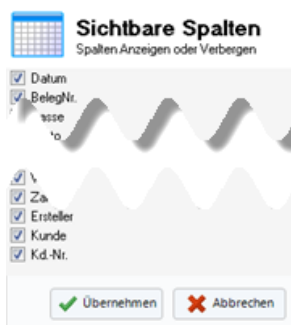 Sichtbare Spalten
Spalten Anzeigen oder Verbergen
Datum
BelegNr.
Ersteller
Kunde
Kd.-Nr.
Übernehmen
Abbrechen